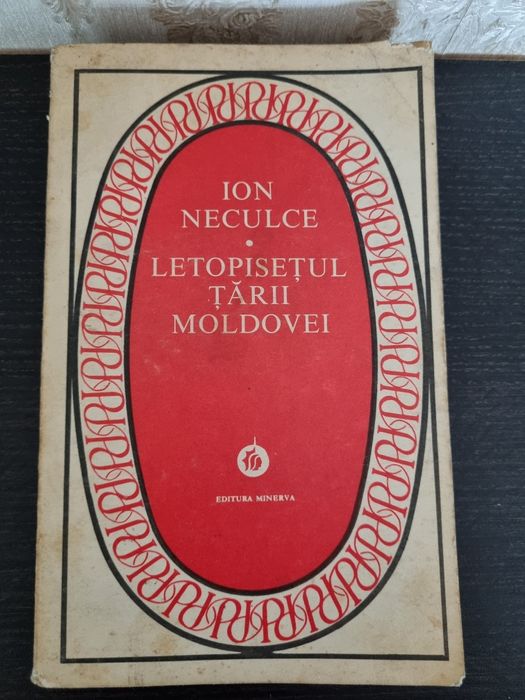 ION
NECULCE
•
LETOPISEȚUL
ȚĂRII
MOLDOVEI
EDITURA MINERVA